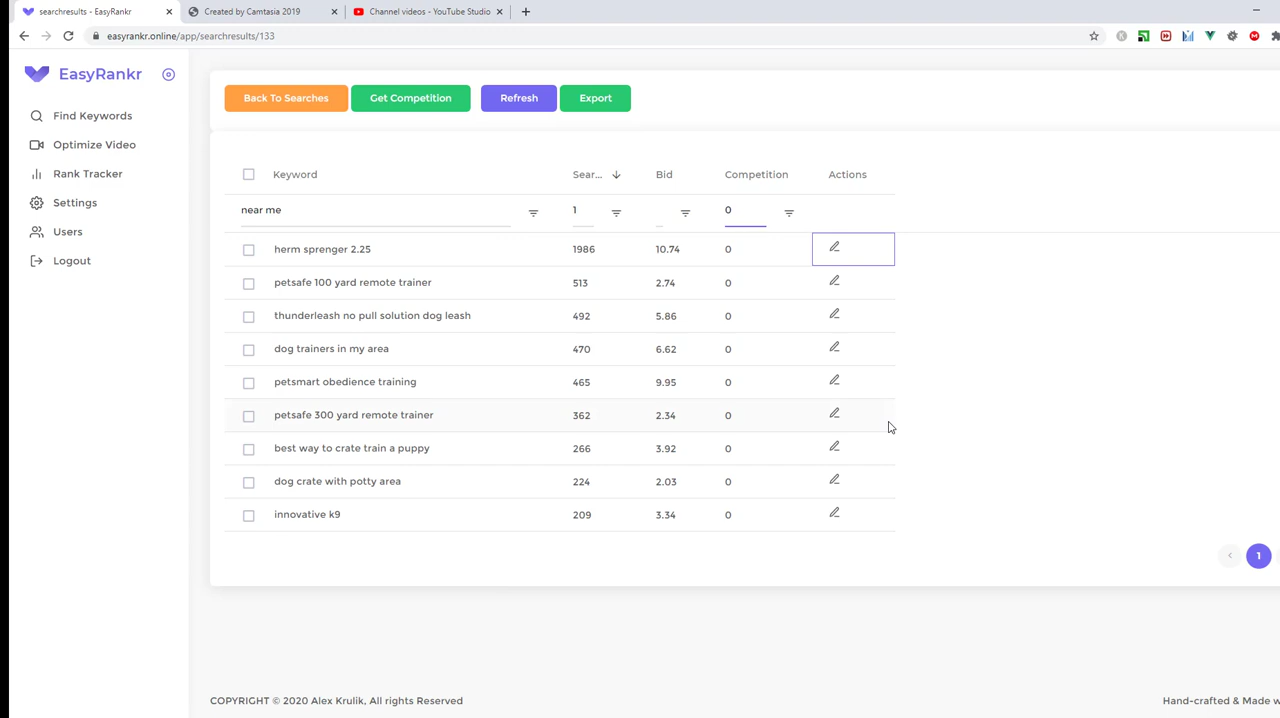 searchresults - EasyRankr
Created by Camtasia 2019
Channel videos - YouTube Studio
easyrankr.online/app/searchresults/133
EasyRankr
Find Keywords
Optimize Video
Rank Tracker
Settings
Users
Logout
Back To Searches Get Competition Refresh Export
Keyword Sear... Bid Competition Actions
near me 1 0
herm sprenger 2.25 1986 10.74 0
petsafe 100 yard remote trainer 513 2.74 0
thunderleash no pull solution dog leash 492 5.86 0
dog trainers in my area 470 6.62 0
petsmart obedience training 465 9.95 0
petsafe 300 yard remote trainer 362 2.34 0
best way to crate train a puppy 266 3.92 0
dog crate with potty area 224 2.03 0
innovative k9 209 3.34 0
1
COPYRIGHT © 2020 Alex Krulik, All rights Reserved
Hand-crafted & Made w